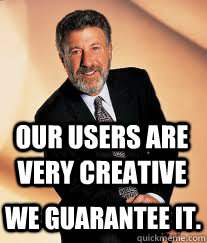 OUR USERS ARE
VERY CREATIVE
WE GUARANTEE IT.
quickmeme.com